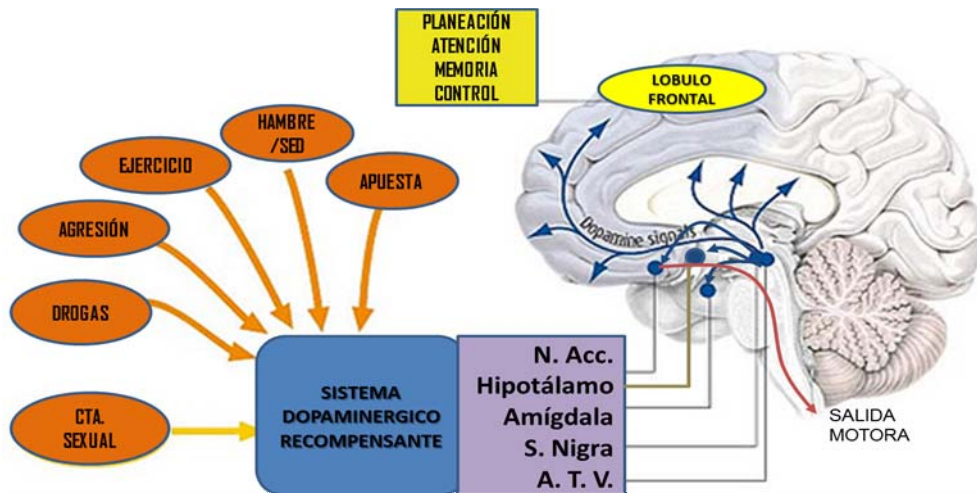 PLANEACIÓN
ATENCIÓN
MEMORIA
CONTROL
LOBULO
FRONTAL
HAMBRE
/SED
EJERCICIO
APUESTA
AGRESIÓN
DROGAS
CTA.
SEXUAL
Dopamine signals
SISTEMA
DOPAMINERGICO
RECOMPENSANTE
N. Acc.
Hipotálamo
Amígdala
S. Nigra
A. T. V.
SALIDA
MOTORA